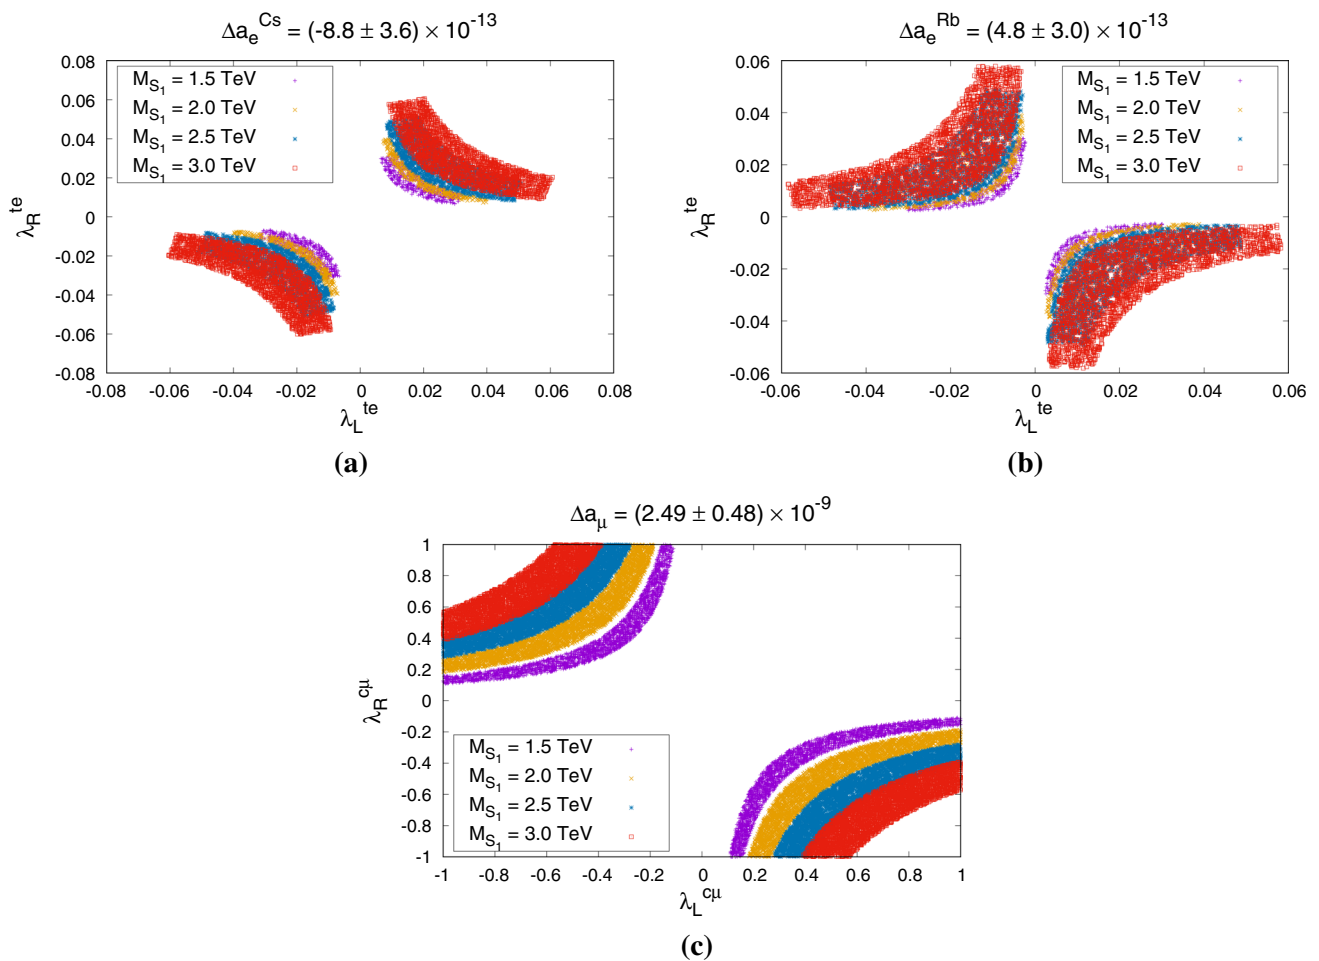 Δa_e^Cs = (-8.8 ± 3.6) × 10^-13
0.08
0.06
0.04
0.02
0
-0.02
-0.04
-0.06
-0.08
λ_R^te
M_S1 = 1.5 TeV
M_S1 = 2.0 TeV
M_S1 = 2.5 TeV
M_S1 = 3.0 TeV
-0.08 -0.06 -0.04 -0.02 0 0.02 0.04 0.06 0.08
λ_L^te
(a)
Δa_e^Rb = (4.8 ± 3.0) × 10^-13
0.06
0.04
0.02
0
-0.02
-0.04
-0.06
λ_R^te
M_S1 = 1.5 TeV
M_S1 = 2.0 TeV
M_S1 = 2.5 TeV
M_S1 = 3.0 TeV
-0.06 -0.04 -0.02 0 0.02 0.04 0.06
λ_L^te
(b)
Δa_μ = (2.49 ± 0.48) × 10^-9
1
0.8
0.6
0.4
0.2
0
-0.2
-0.4
-0.6
-0.8
-1
λ_R^cμ
M_S1 = 1.5 TeV
M_S1 = 2.0 TeV
M_S1 = 2.5 TeV
M_S1 = 3.0 TeV
-1 -0.8 -0.6 -0.4 -0.2 0 0.2 0.4 0.6 0.8 1
λ_L^cμ
(c)